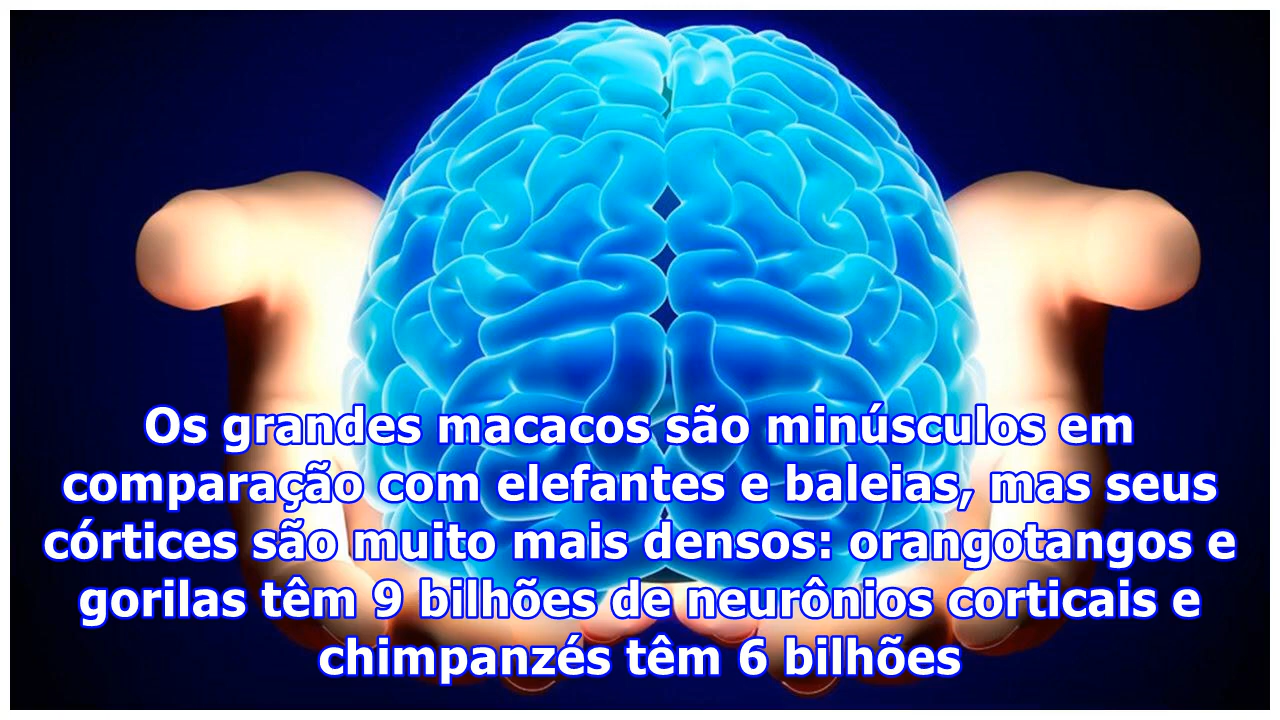 Os grandes macacos são minúsculos em
comparação com elefantes e baleias, mas seus
córtices são muito mais densos: orangotangos e
gorilas têm 9 bilhões de neurônios corticais e
chimpanzés têm 6 bilhões